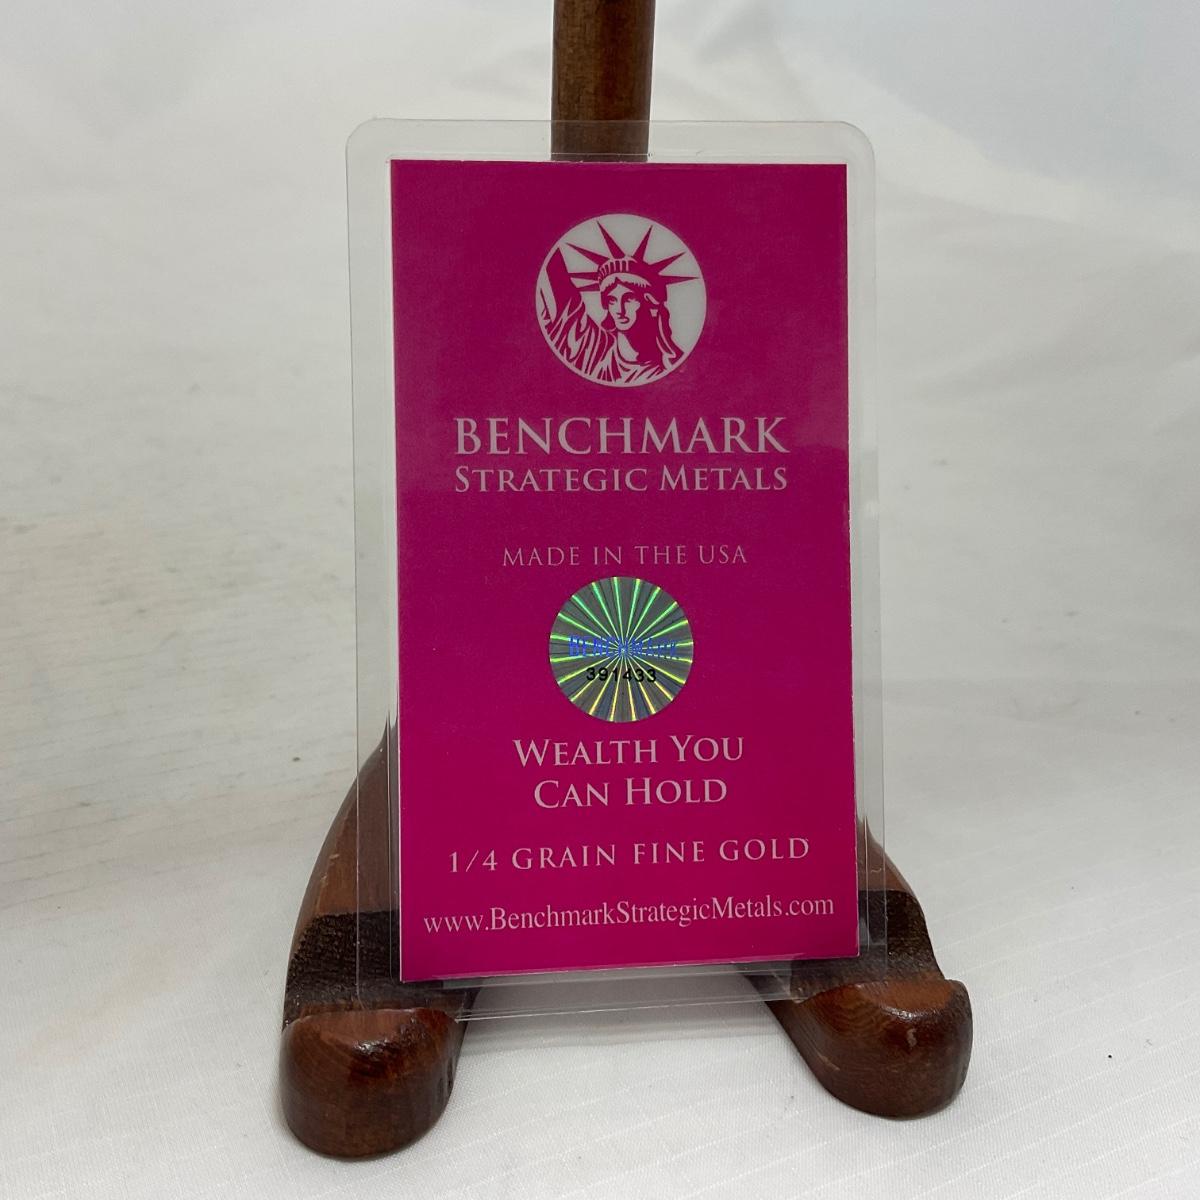 BENCHMARK
STRATEGIC METALS
MADE IN THE USA
BENCHMARK
391433
WEALTH YOU
CAN HOLD
1/4 GRAIN FINE GOLD
www.BenchmarkStrategicMetals.com